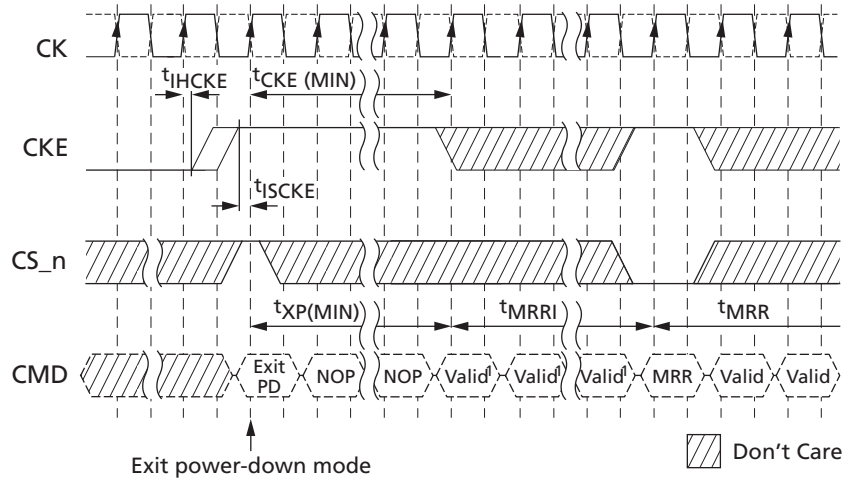 CK
tIHCKE
tCKE (MIN)
CKE
tISCKE
CS_n
tXP(MIN)
tMRRI
tMRR
CMD
Exit PD
NOP
NOP
Valid1
Valid1
Valid1
MRR
Valid
Valid
Exit power-down mode
Don't Care